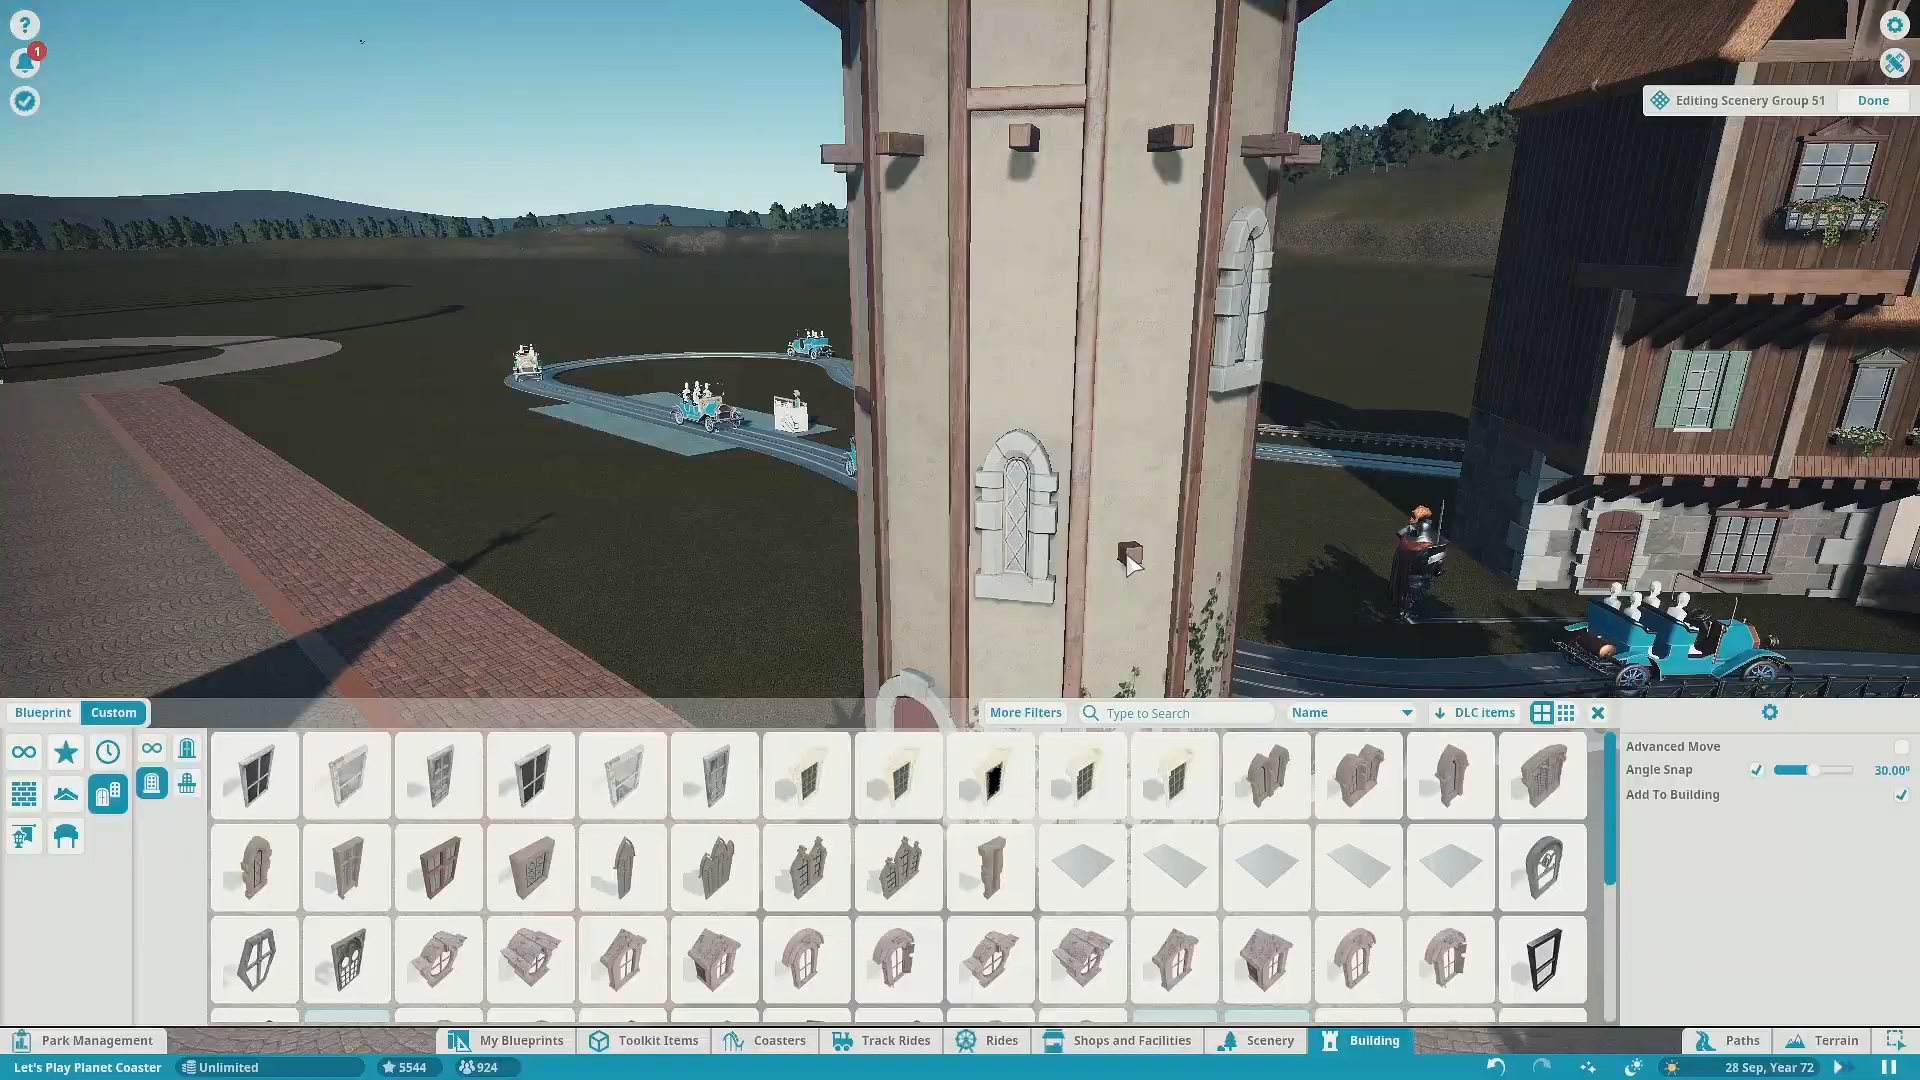 ?
1
Editing Scenery Group 51
Done
Blueprint
Custom
More Filters
Type to Search
Name
DLC items
Advanced Move
Angle Snap
30.00°
Add To Building
Park Management
My Blueprints
Toolkit Items
Coasters
Track Rides
Rides
Shops and Facilities
Scenery
Building
Paths
Terrain
Let's Play Planet Coaster
Unlimited
5544
924
28 Sep, Year 72